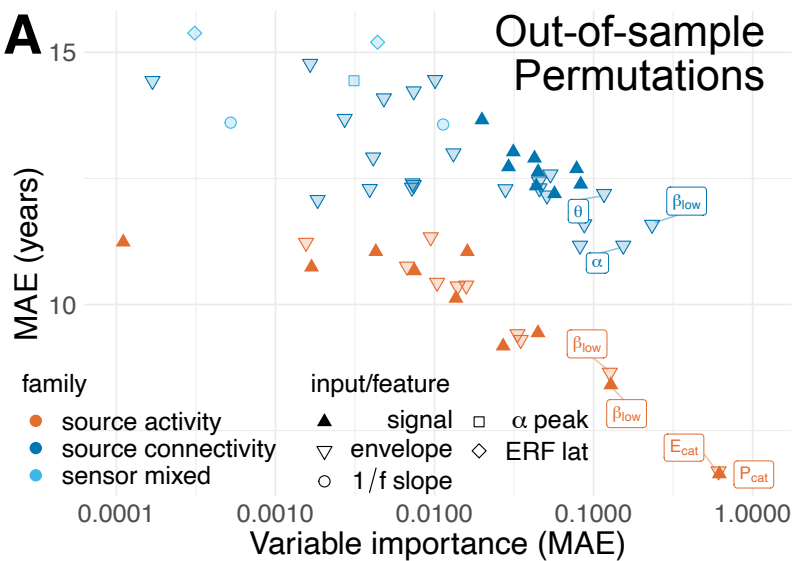 A
Out-of-sample
Permutations
15
10
MAE (years)
θ
βlow
α
βlow
βlow
Ecat
Pcat
family
source activity
source connectivity
sensor mixed
input/feature
signal
envelope
1/f slope
α peak
ERF lat
0.0001 0.0010 0.0100 0.1000 1.0000
Variable importance (MAE)